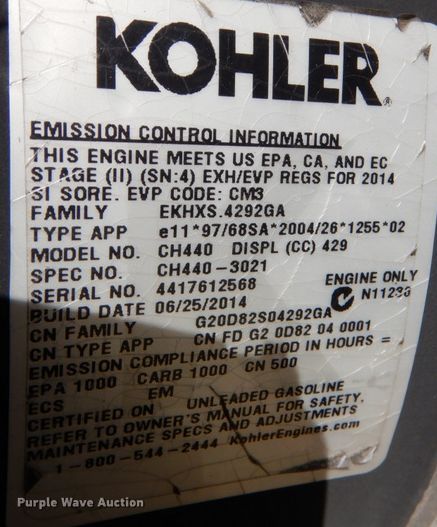 KOHLER®
EMISSION CONTROL INFORMATION
THIS ENGINE MEETS US EPA, CA, AND EC
STAGE (II) (SN:4) EXH/EVP REGS FOR 2014
SI SORE. EVP CODE: CM3
FAMILY EKHXS.4292GA
TYPE APP e11*97/68SA*2004/26*1255*02
MODEL NO. CH440 DISPL (CC) 429
SPEC NO. CH440-3021
SERIAL NO. 4417612568
ENGINE ONLY
BUILD DATE 06/25/2014
N11236
CN FAMILY G20D82S04292GA
CN TYPE APP CN FD G2 0D82 04 0001
EMISSION COMPLIANCE PERIOD IN HOURS =
EPA 1000 CARB 1000 CN 500
ECS EM
CERTIFIED ON UNLEADED GASOLINE
REFER TO OWNER'S MANUAL FOR SAFETY,
MAINTENANCE SPECS AND ADJUSTMENTS
1-800-544-2444 KohlerEngines.com
Purple Wave Auction